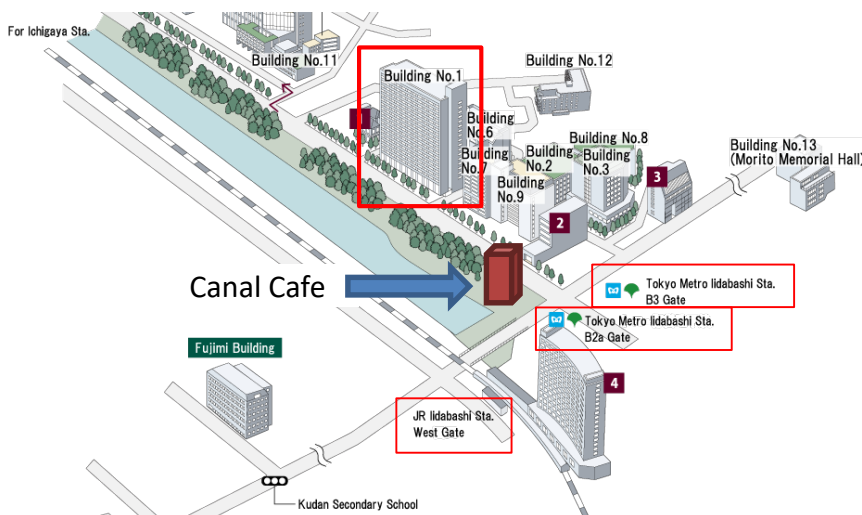 For Ichigaya Sta.
Building No.11
Building No.1
Building No.12
Building
No.6
Building No.8
Building
No.7
Building
No.2
Building
No.3
Building
No.9
Building No.13
(Morito Memorial Hall)
3
2
Canal Cafe
Tokyo Metro Iidabashi Sta.
B3 Gate
Tokyo Metro Iidabashi Sta.
B2a Gate
Fujimi Building
4
JR Iidabashi Sta.
West Gate
Kudan Secondary School